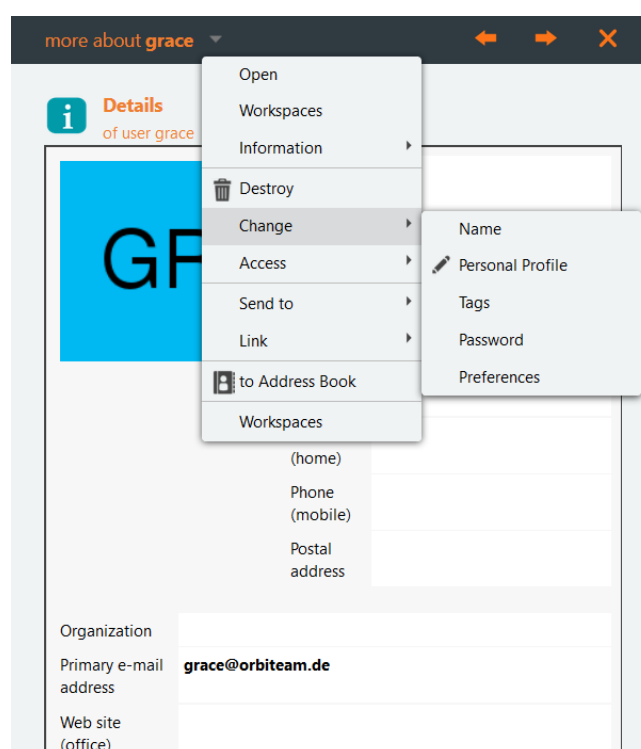 more about grace
Details
of user grace
GR
Open
Workspaces
Information
Destroy
Change
Access
Send to
Link
to Address Book
Workspaces
Name
Personal Profile
Tags
Password
Preferences
(home)
Phone
(mobile)
Postal
address
Organization
Primary e-mail
address
grace@orbiteam.de
Web site
(office)